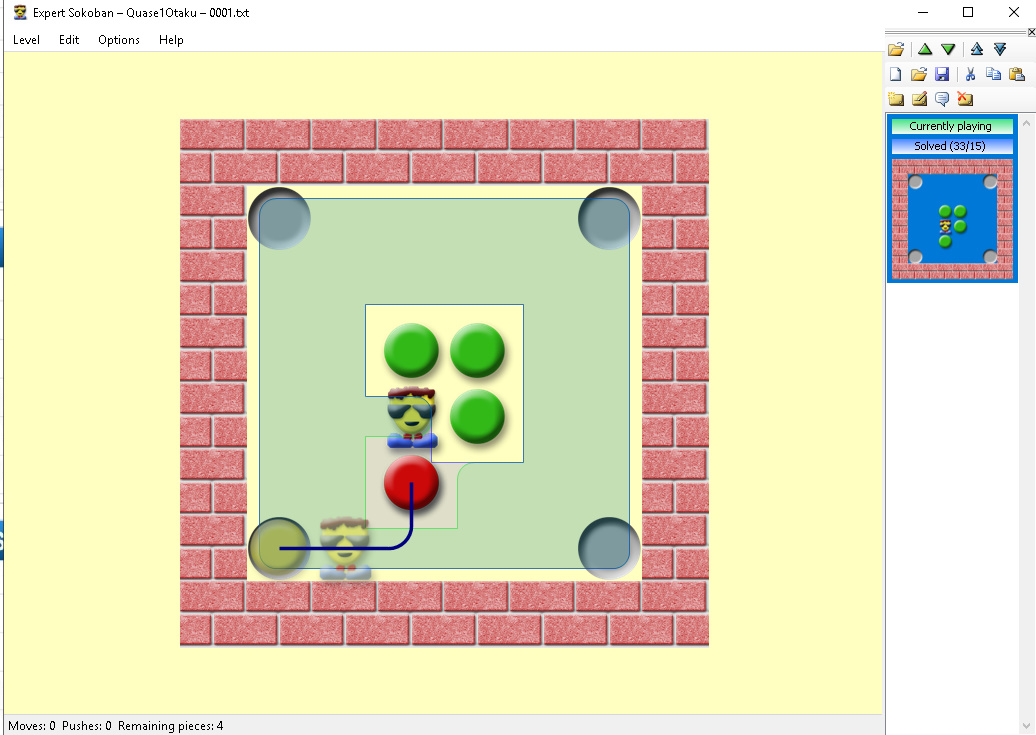 Expert Sokoban – Quase1Otaku – 0001.txt
Level Edit Options Help
Currently playing
Solved (33/15)
Moves: 0 Pushes: 0 Remaining pieces: 4